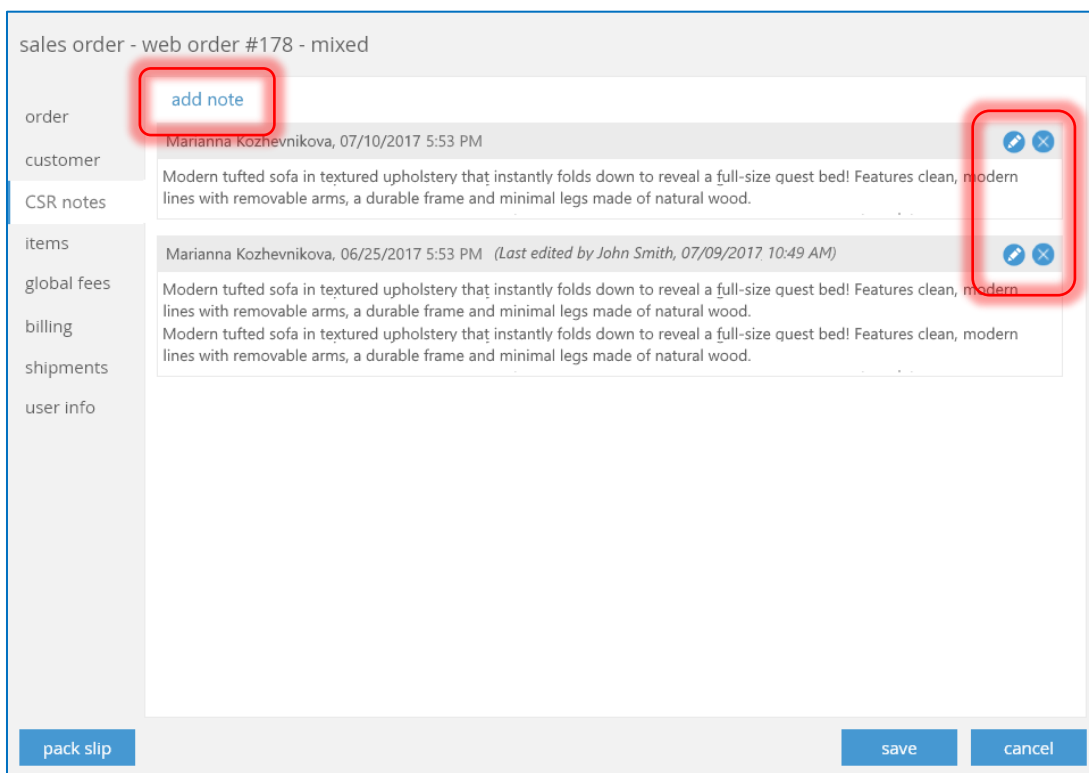 sales order - web order #178 - mixed
add note
order
customer
CSR notes
items
global fees
billing
shipments
user info
Marianna Kozhevnikova, 07/10/2017 5:53 PM
Modern tufted sofa in textured upholstery that instantly folds down to reveal a full-size quest bed! Features clean, modern
lines with removable arms, a durable frame and minimal legs made of natural wood.
Marianna Kozhevnikova, 06/25/2017 5:53 PM (Last edited by John Smith, 07/09/2017 10:49 AM)
Modern tufted sofa in textured upholstery that instantly folds down to reveal a full-size quest bed! Features clean, modern
lines with removable arms, a durable frame and minimal legs made of natural wood.
Modern tufted sofa in textured upholstery that instantly folds down to reveal a full-size quest bed! Features clean, modern
lines with removable arms, a durable frame and minimal legs made of natural wood.
pack slip
save
cancel